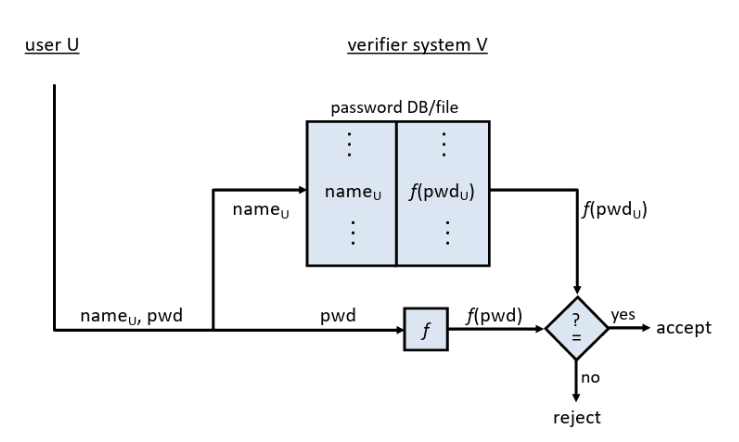 user U
verifier system V
password DB/file
⋮ ⋮
nameU f(pwdU)
⋮ ⋮
nameU
f(pwdU)
nameU, pwd
pwd
f
f(pwd)
?
=
yes
accept
no
reject